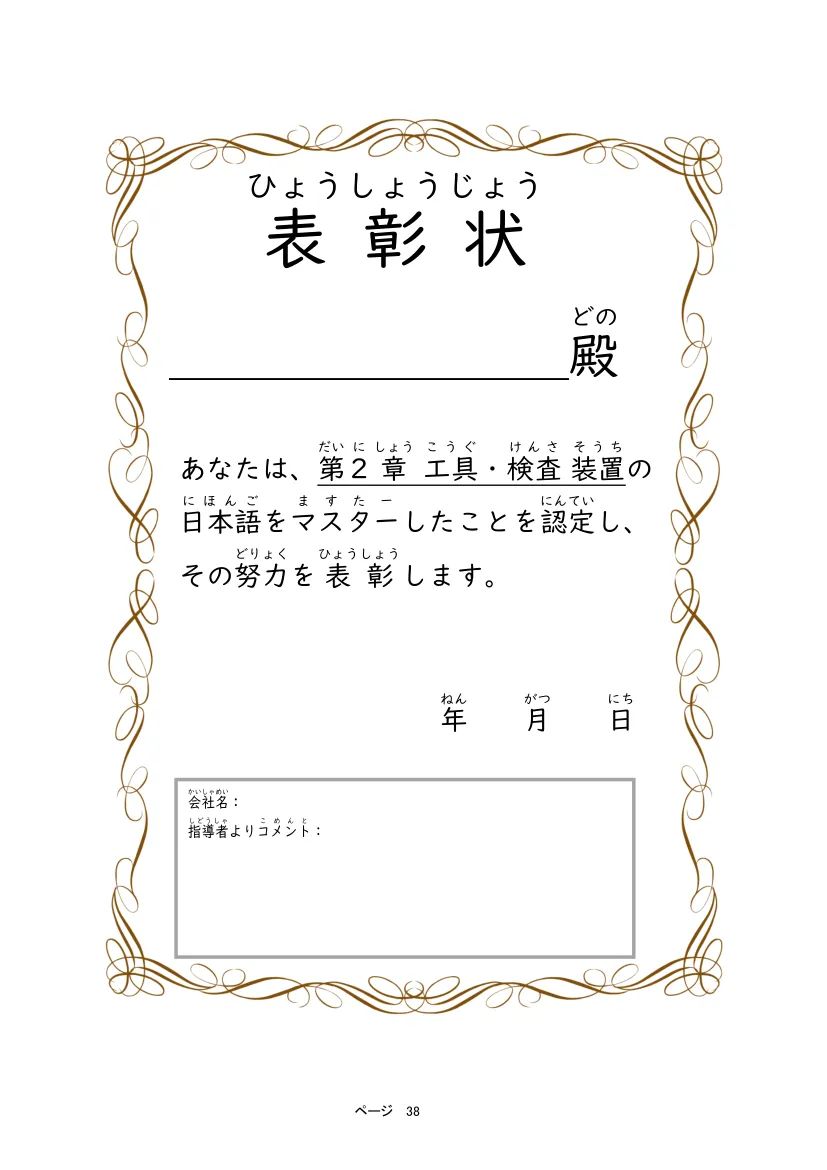 ひょうしょうじょう
表彰状
どの
殿
だい に しょう こうぐ けんさ そうち
あなたは、第2章 工具・検査装置の
にほんご ますたー にんてい
日本語をマスターしたことを認定し、
どりょく ひょうしょう
その努力を表彰します。
ねん がつ にち
年 月 日
かいしゃめい
会社名：
しどうしゃ こめんと
指導者よりコメント：
ページ 38